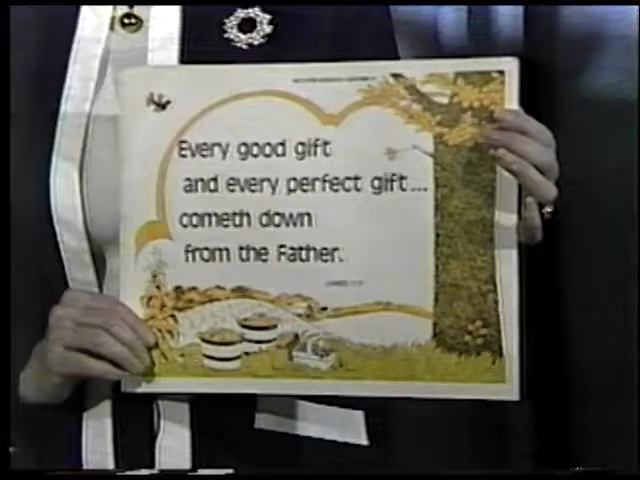 Every good gift
and every perfect gift...
cometh down
from the Father.